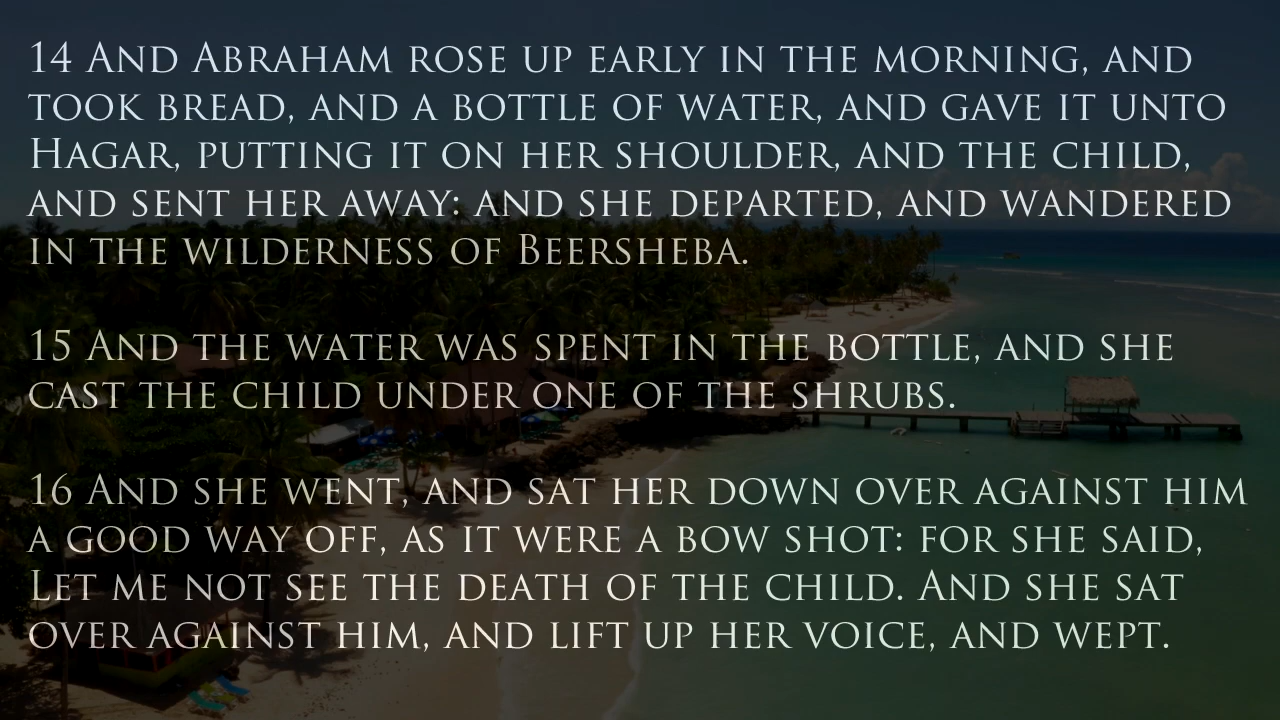 14 And Abraham rose up early in the morning, and
took bread, and a bottle of water, and gave it unto
Hagar, putting it on her shoulder, and the child,
and sent her away: and she departed, and wandered
in the wilderness of Beersheba.
15 And the water was spent in the bottle, and she
cast the child under one of the shrubs.
16 And she went, and sat her down over against him
a good way off, as it were a bow shot: for she said,
Let me not see the death of the child. And she sat
over against him, and lift up her voice, and wept.